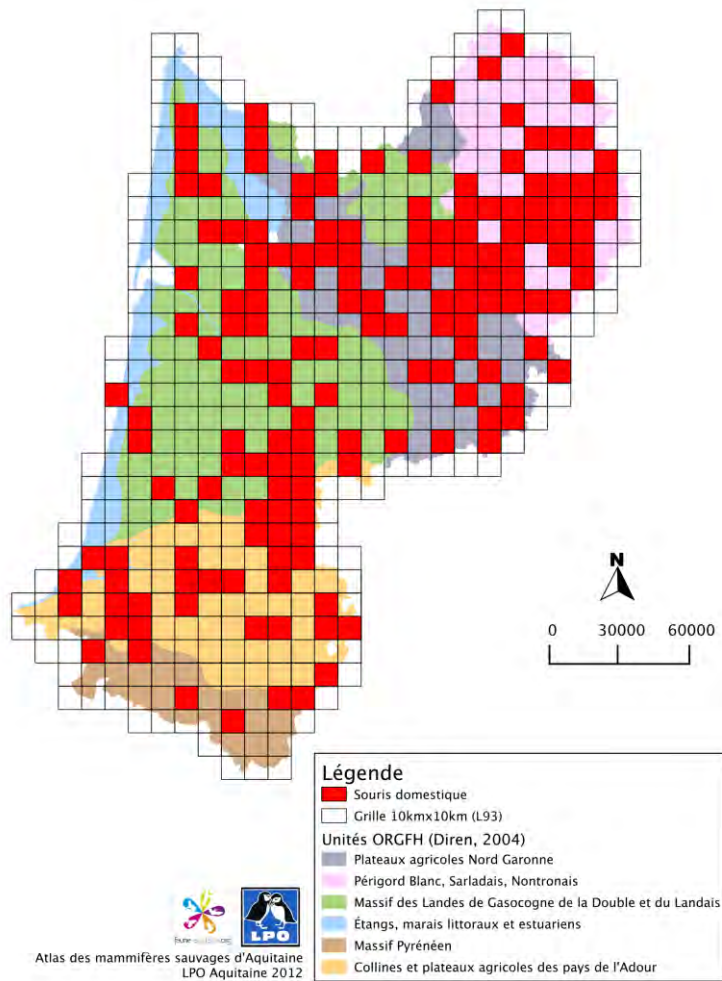 N
0 30000 60000
Légende
Souris domestique
Grille 10kmx10km (L93)
Unités ORGFH (Diren, 2004)
Plateaux agricoles Nord Garonne
Périgord Blanc, Sarladais, Nontronais
Massif des Landes de Gasocogne de la Double et du Landais
Étangs, marais littoraux et estuariens
Massif Pyrénéen
Collines et plateaux agricoles des pays de l'Adour
LPO
Atlas des mammifères sauvages d'Aquitaine
LPO Aquitaine 2012